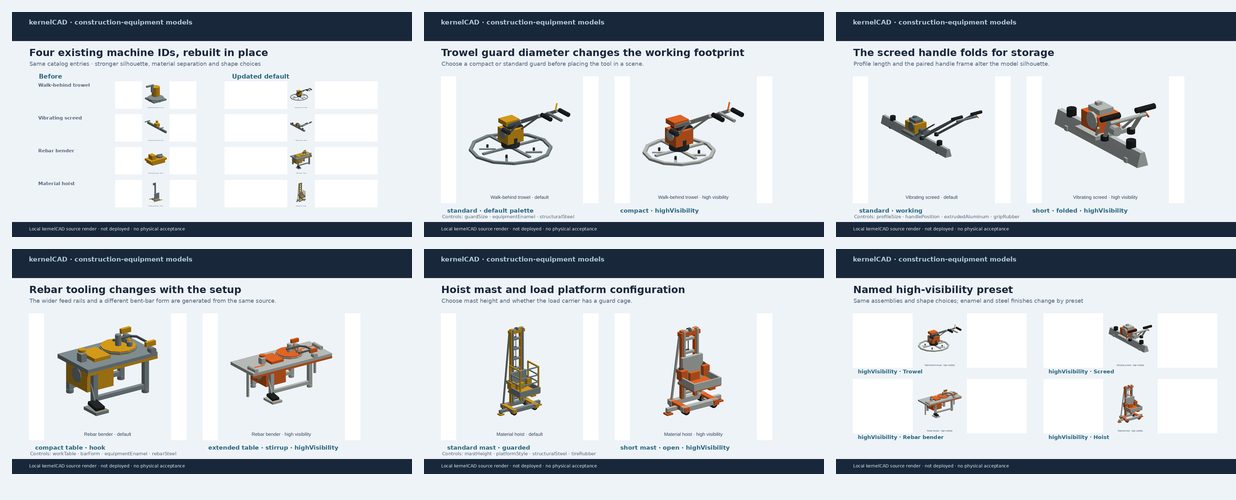 kernelCAD · construction-equipment models
Four existing machine IDs, rebuilt in place
Same catalog entries · stronger silhouette, material separation and shape choices
Before
Updated default
Walk-behind trowel
Vibrating screed
Rebar bender
Material hoist
Local kernelCAD source render · not deployed · no physical acceptance
kernelCAD · construction-equipment models
Trowel guard diameter changes the working footprint
Choose a compact or standard guard before placing the tool in a scene.
Walk-behind trowel · default
Walk-behind trowel · high visibility
standard · default palette
compact · highVisibility
Controls: guardSize · equipmentEnamel · structuralSteel
Local kernelCAD source render · not deployed · no physical acceptance
kernelCAD · construction-equipment models
The screed handle folds for storage
Profile length and the paired handle frame alter the model silhouette.
Vibrating screed · default
Vibrating screed · high visibility
standard · working
short · folded · highVisibility
Controls: profileSize · handlePosition · extrudedAluminum · gripRubber
Local kernelCAD source render · not deployed · no physical acceptance
kernelCAD · construction-equipment models
Rebar tooling changes with the setup
The wider feed rails and a different bent-bar form are generated from the same source.
Rebar bender · default
Rebar bender · high visibility
compact table · hook
extended table · stirrup · highVisibility
Controls: workTable · barForm · equipmentEnamel · rebarSteel
Local kernelCAD source render · not deployed · no physical acceptance
kernelCAD · construction-equipment models
Hoist mast and load platform configuration
Choose mast height and whether the load carrier has a guard cage.
Material hoist · default
Material hoist · high visibility
standard mast · guarded
short mast · open · highVisibility
Controls: mastHeight · platformStyle · structuralSteel · tireRubber
Local kernelCAD source render · not deployed · no physical acceptance
kernelCAD · construction-equipment models
Named high-visibility preset
Same assemblies and shape choices; enamel and steel finishes change by preset
highVisibility · Trowel
highVisibility · Screed
highVisibility · Rebar bender
highVisibility · Hoist
Local kernelCAD source render · not deployed · no physical acceptance